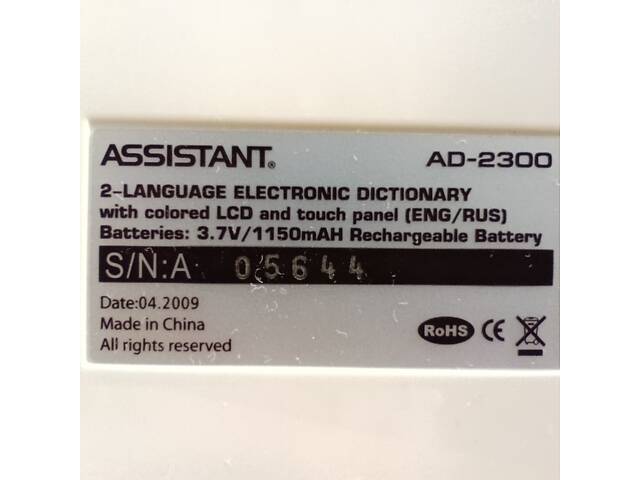 ASSISTANT® AD-2300
2-LANGUAGE ELECTRONIC DICTIONARY
with colored LCD and touch panel (ENG/RUS)
Batteries: 3.7V/1150mAH Rechargeable Battery
S/N:A 05644
Date:04.2009
Made in China
All rights reserved
RoHS CE